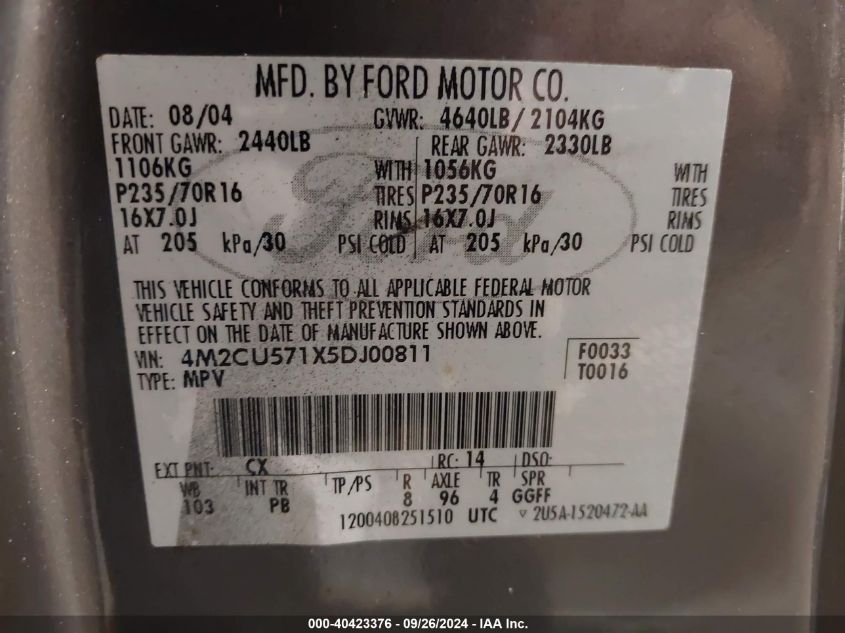 MFD. BY FORD MOTOR CO.
DATE: 08/04 GVWR: 4640LB/ 2104KG
FRONT GAWR: 2440LB REAR GAWR: 2330LB
1106KG WITH 1056KG WITH
P235/70R16 TIRES P235/70R16 TIRES
16X7.0J RIMS 16X7.0J RIMS
AT 205 kPa/30 PSI COLD AT 205 kPa/30 PSI COLD
Ford
THIS VEHICLE CONFORMS TO ALL APPLICABLE FEDERAL MOTOR
VEHICLE SAFETY AND THEFT PREVENTION STANDARDS IN
EFFECT ON THE DATE OF MANUFACTURE SHOWN ABOVE.
VIN: 4M2CU571X5DJ00811 F0033
TYPE: MPV T0016
EXT PNT: CX RC: 14 DSO:
WB INT TR TP/PS R AXLE TR SPR
103 PB 8 96 4 GGFF
1200408251510 UTC ▽ 2U5A-1520472-AA
000-40423376 - 09/26/2024 - IAA Inc.